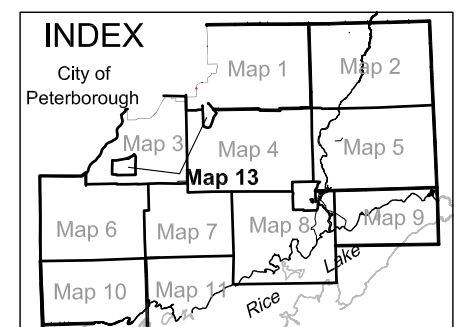 INDEX
City of
Peterborough
Map 1
Map 2
Map 3
Map 4
Map 5
Map 13
Map 6
Map 7
Map 8
Map 9
Map 10
Map 11
Rice Lake